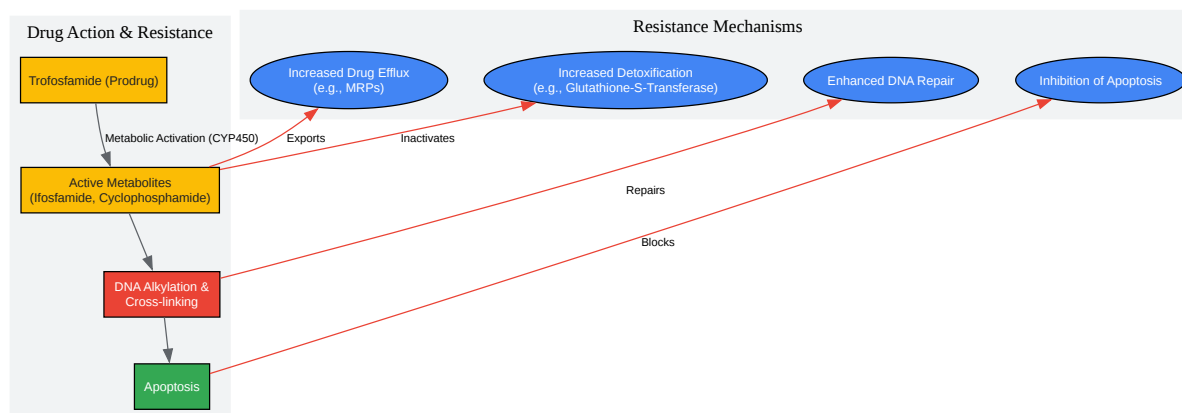 Drug Action & Resistance
Resistance Mechanisms
Trofosfamide (Prodrug)
Increased Drug Efflux
(e.g., MRPs)
Increased Detoxification
(e.g., Glutathione-S-Transferase)
Enhanced DNA Repair
Inhibition of Apoptosis
Metabolic Activation (CYP450)
Exports
Inactivates
Active Metabolites
(Ifosfamide, Cyclophosphamide)
Repairs
Blocks
DNA Alkylation &
Cross-linking
Apoptosis